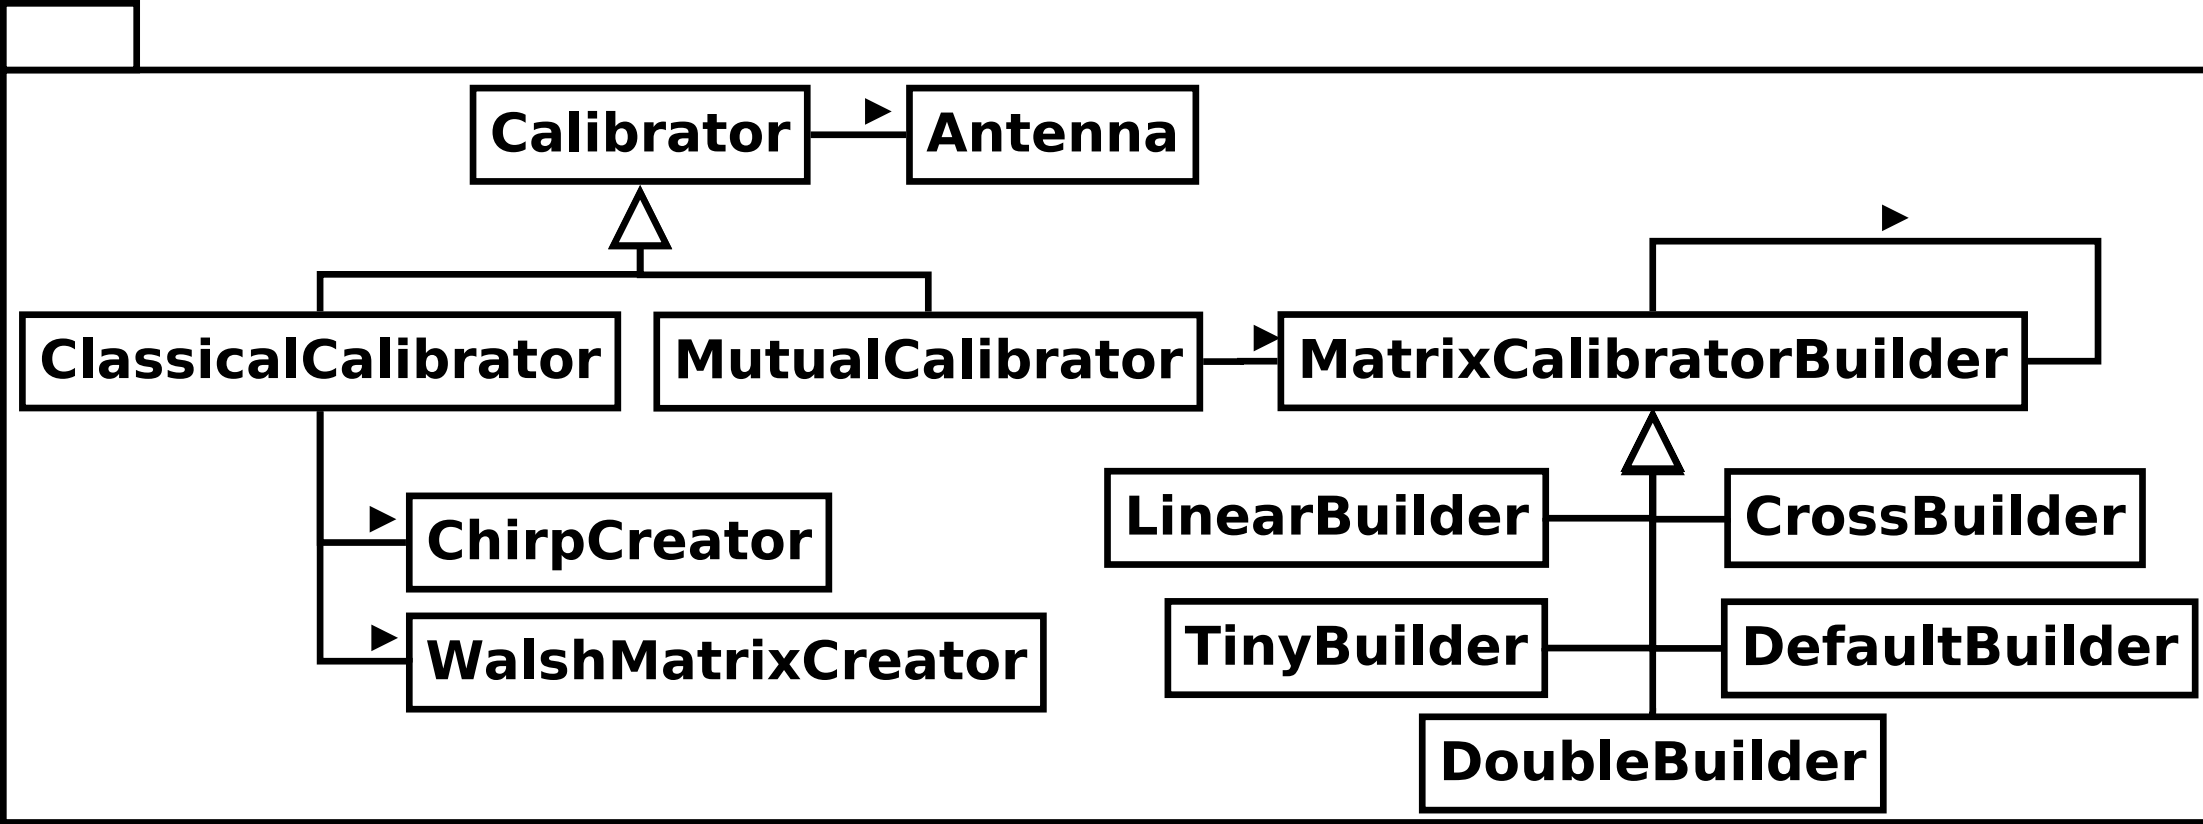 Calibrator
Antenna
ClassicalCalibrator
MutualCalibrator
MatrixCalibratorBuilder
LinearBuilder
CrossBuilder
ChirpCreator
TinyBuilder
DefaultBuilder
WalshMatrixCreator
DoubleBuilder